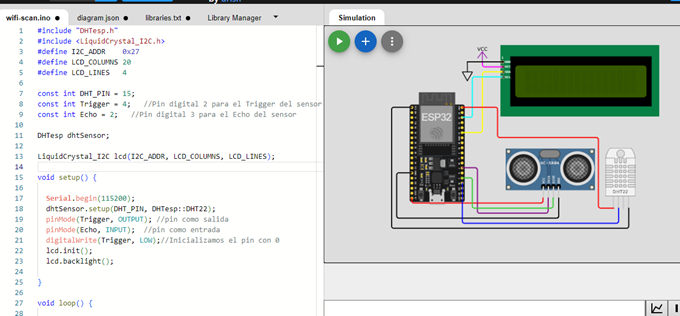 by
wifi-scan.ino
diagram.json
libraries.txt
Library Manager
Simulation
1 #include "DHTesp.h"
2 #include <LiquidCrystal_I2C.h>
3 #define I2C_ADDR    0x27
4 #define LCD_COLUMNS 20
5 #define LCD_LINES   4
6
7 const int DHT_PIN = 15;
8 const int Trigger = 4;   //Pin digital 2 para el Trigger del sensor
9 const int Echo = 2;   //Pin digital 3 para el Echo del sensor
10
11 DHTesp dhtSensor;
12
13 LiquidCrystal_I2C lcd(I2C_ADDR, LCD_COLUMNS, LCD_LINES);
14
15 void setup() {
16
17 Serial.begin(115200);
18 dhtSensor.setup(DHT_PIN, DHTesp::DHT22);
19 pinMode(Trigger, OUTPUT); //pin como salida
20 pinMode(Echo, INPUT);  //pin como entrada
21 digitalWrite(Trigger, LOW);//Inicializamos el pin con 0
22 lcd.init();
23 lcd.backlight();
24
25 }
26
27 void loop() {
28
VCC
ESP32
HC-SR04
DHT22